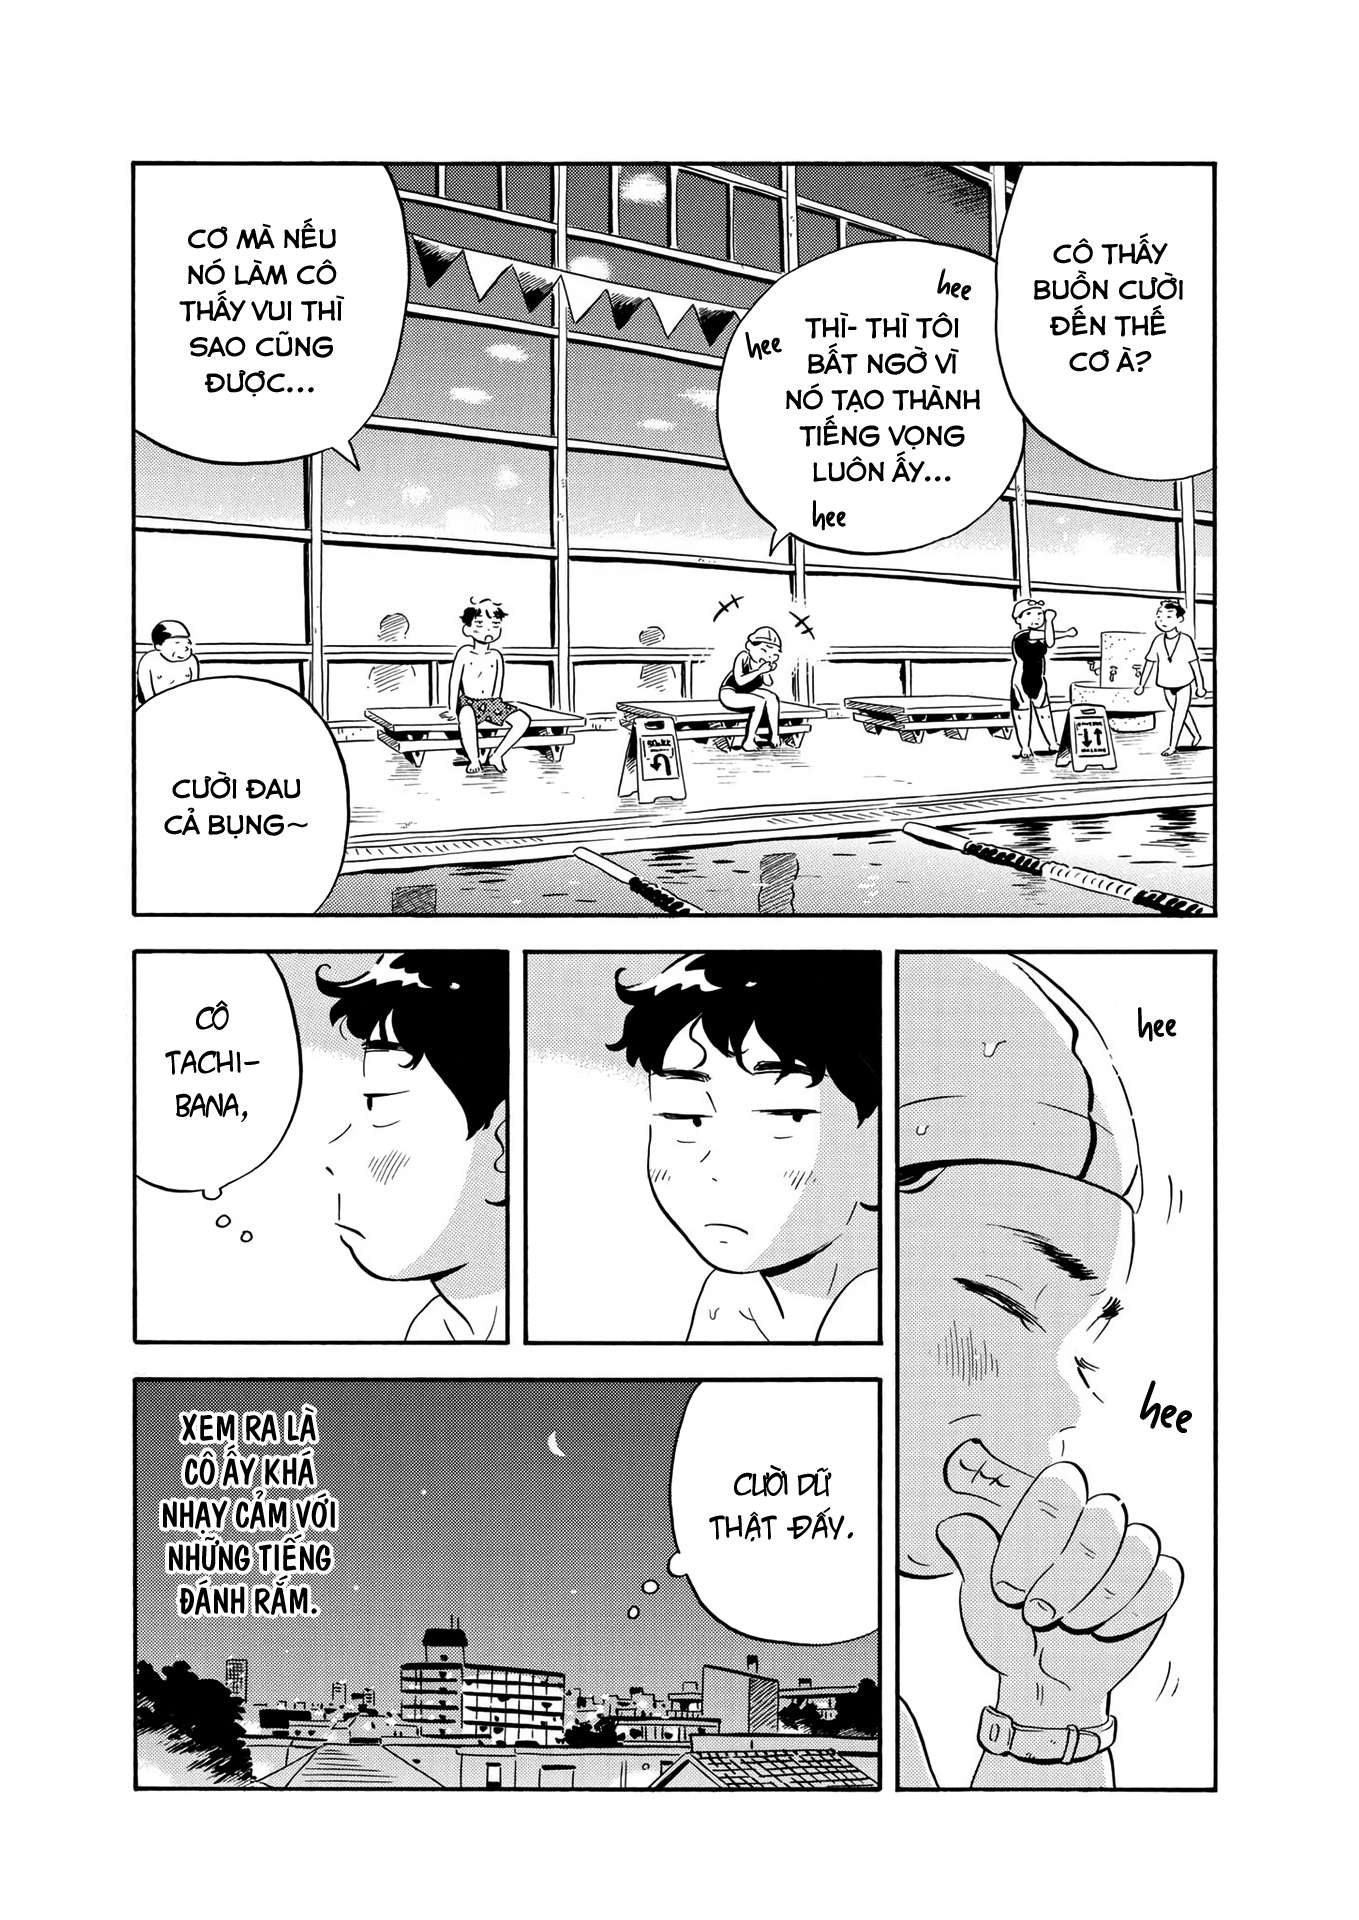 CÔ THẤY
BUỒN CƯỜI
ĐẾN THẾ
CƠ À?
hee
hee
THÌ- THÌ TÔI
BẤT NGỜ VÌ
NÓ TẠO THÀNH
TIẾNG VỌNG
LUÔN ẤY...
hee
CƠ MÀ NẾU
NÓ LÀM CÔ
THẤY VUI THÌ
SAO CŨNG
ĐƯỢC...
CƯỜI ĐAU
CẢ BỤNG~
hee
hee
CÔ
TACHI-
BANA,
CƯỜI DỮ
THẬT ĐẤY.
XEM RA LÀ
CÔ ẤY KHÁ
NHẠY CẢM VỚI
NHỮNG TIẾNG
ĐÁNH RẮM.